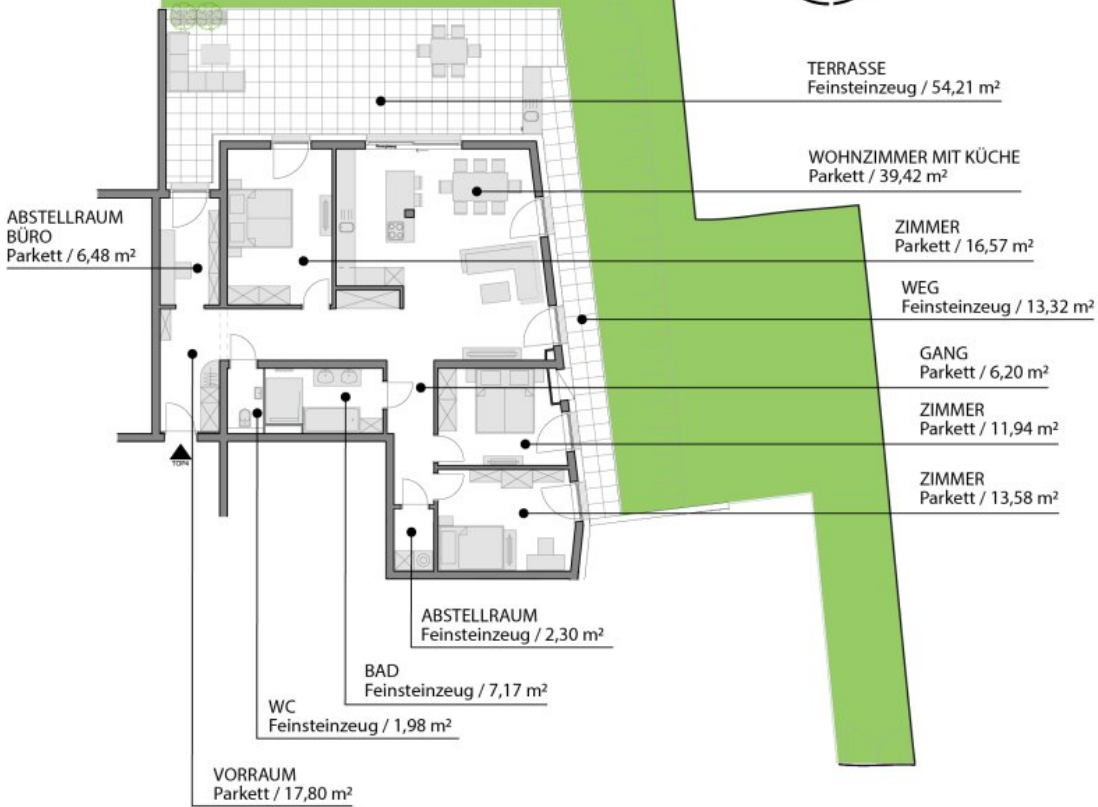 TERRASSE
Feinsteinzeug / 54,21 m²
WOHNZIMMER MIT KÜCHE
Parkett / 39,42 m²
ABSTELLRAUM
BÜRO
Parkett / 6,48 m²
ZIMMER
Parkett / 16,57 m²
WEG
Feinsteinzeug / 13,32 m²
GANG
Parkett / 6,20 m²
ZIMMER
Parkett / 11,94 m²
TOP4
ZIMMER
Parkett / 13,58 m²
ABSTELLRAUM
Feinsteinzeug / 2,30 m²
BAD
Feinsteinzeug / 7,17 m²
WC
Feinsteinzeug / 1,98 m²
VORRAUM
Parkett / 17,80 m²